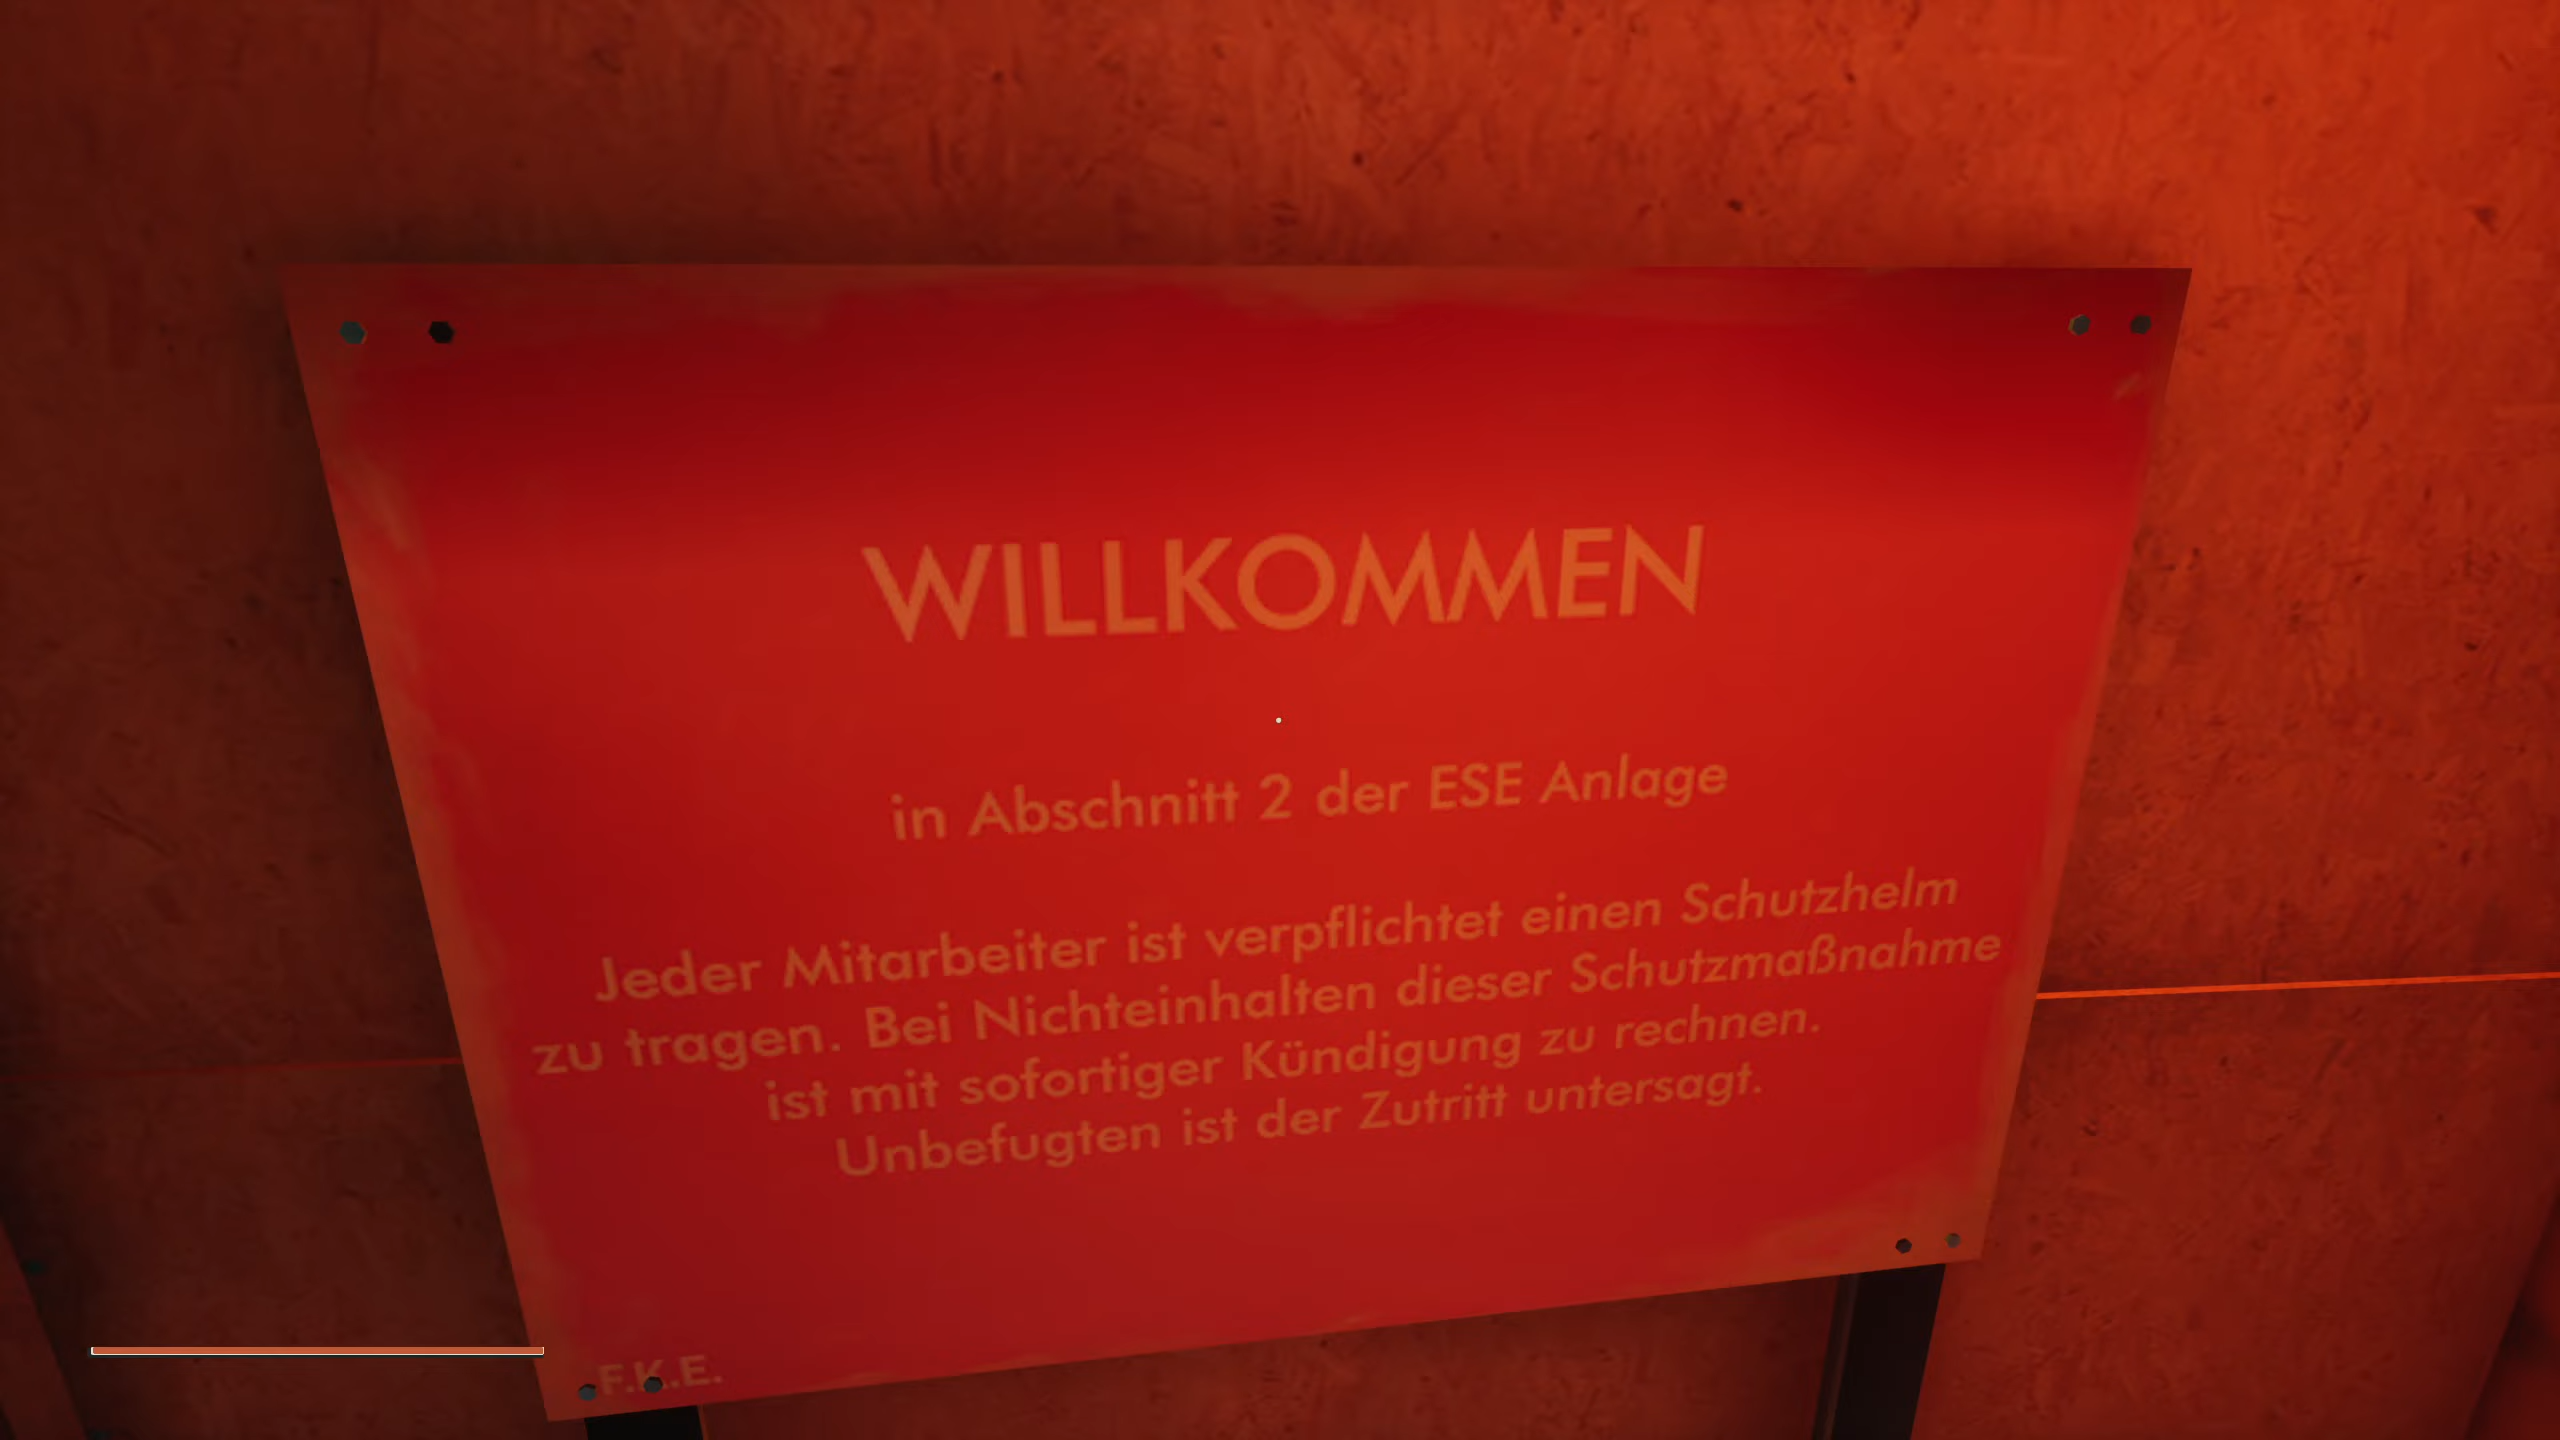 WILLKOMMEN
in Abschnitt 2 der ESE Anlage
Jeder Mitarbeiter ist verpflichtet einen Schutzhelm
zu tragen. Bei Nichteinhalten dieser Schutzmaßnahme
ist mit sofortiger Kündigung zu rechnen.
Unbefugten ist der Zutritt untersagt.
F.K.E.